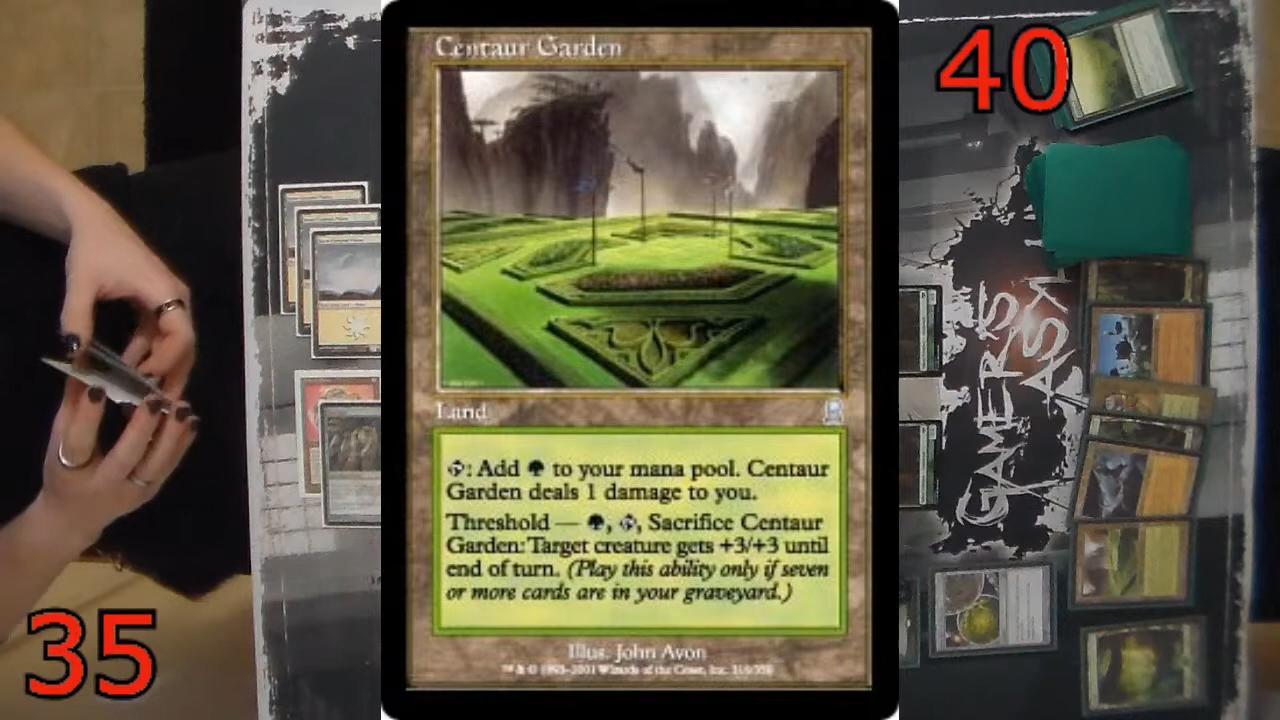 Centaur Garden
Land
: Add to your mana pool. Centaur
Garden deals 1 damage to you.
Threshold — , , Sacrifice Centaur
Garden: Target creature gets +3/+3 until
end of turn. (Play this ability only if seven
or more cards are in your graveyard.)
Illus. John Avon
40
35
GAMERS